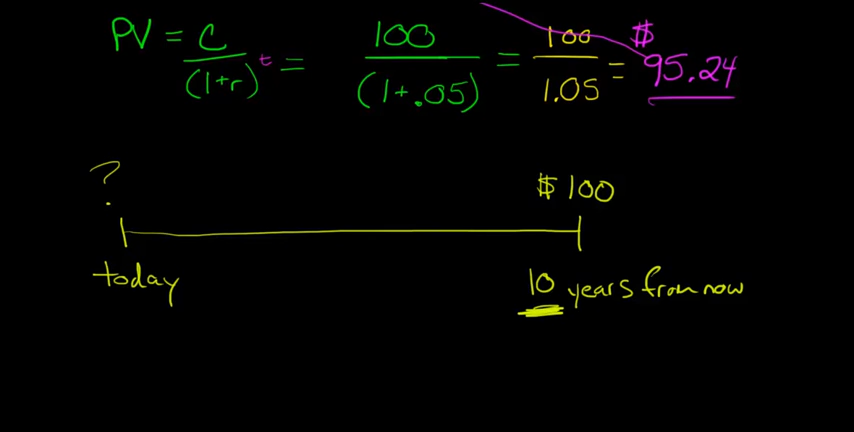 PV = C/(1+r)^t = 100/(1+.05) = 100/1.05 = $95.24
? $100
today 10 years from now